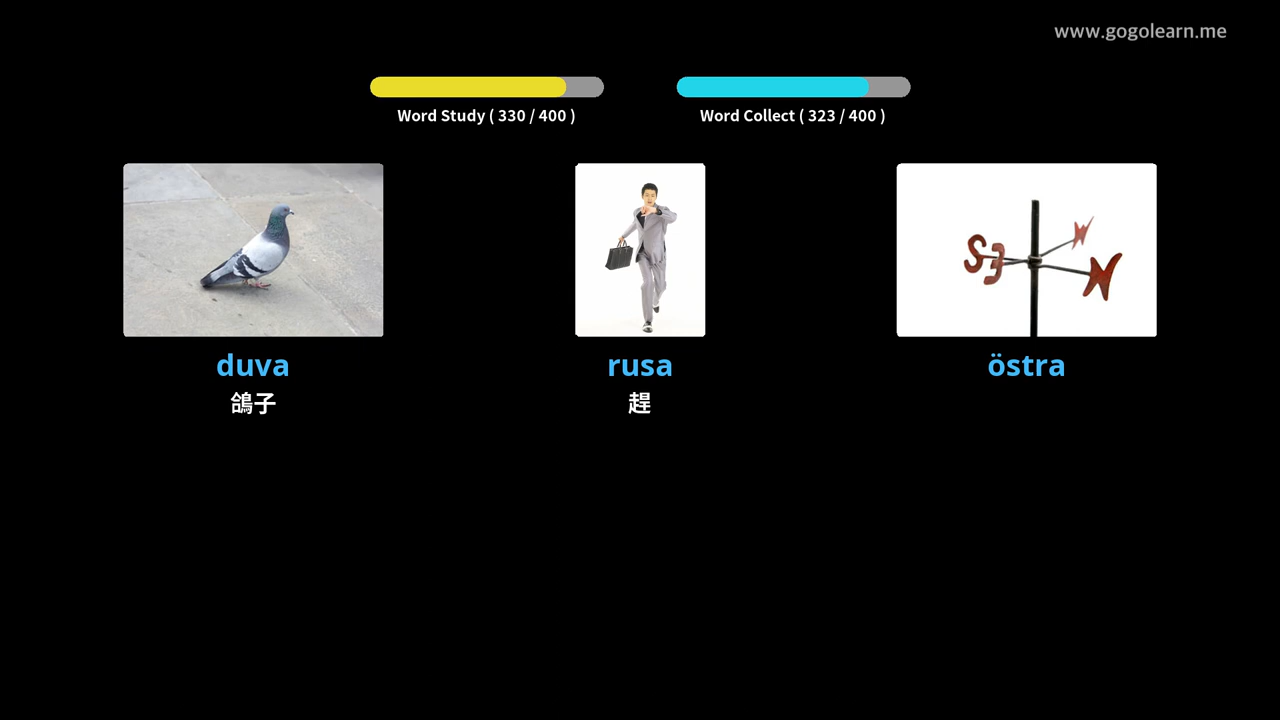 www.gogolearn.me
Word Study ( 330 / 400 )
Word Collect ( 323 / 400 )
S
E
N
W
duva
rusa
östra
鴿子
趕